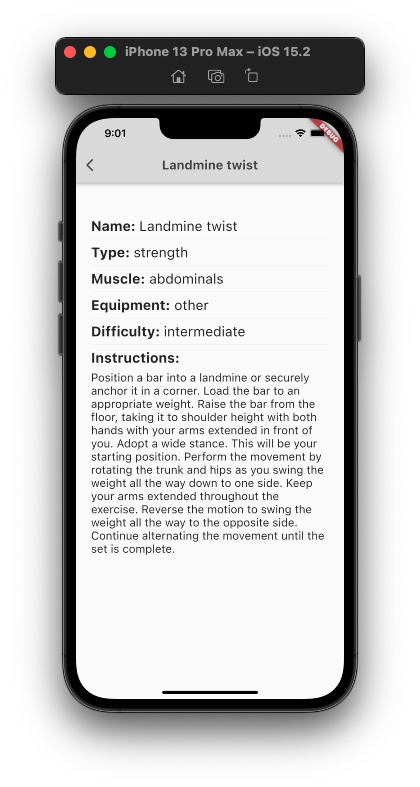 iPhone 13 Pro Max – iOS 15.2
9:01
DEBUG
Landmine twist
Name: Landmine twist
Type: strength
Muscle: abdominals
Equipment: other
Difficulty: intermediate
Instructions:
Position a bar into a landmine or securely
anchor it in a corner. Load the bar to an
appropriate weight. Raise the bar from the
floor, taking it to shoulder height with both
hands with your arms extended in front of
you. Adopt a wide stance. This will be your
starting position. Perform the movement by
rotating the trunk and hips as you swing the
weight all the way down to one side. Keep
your arms extended throughout the
exercise. Reverse the motion to swing the
weight all the way to the opposite side.
Continue alternating the movement until the
set is complete.